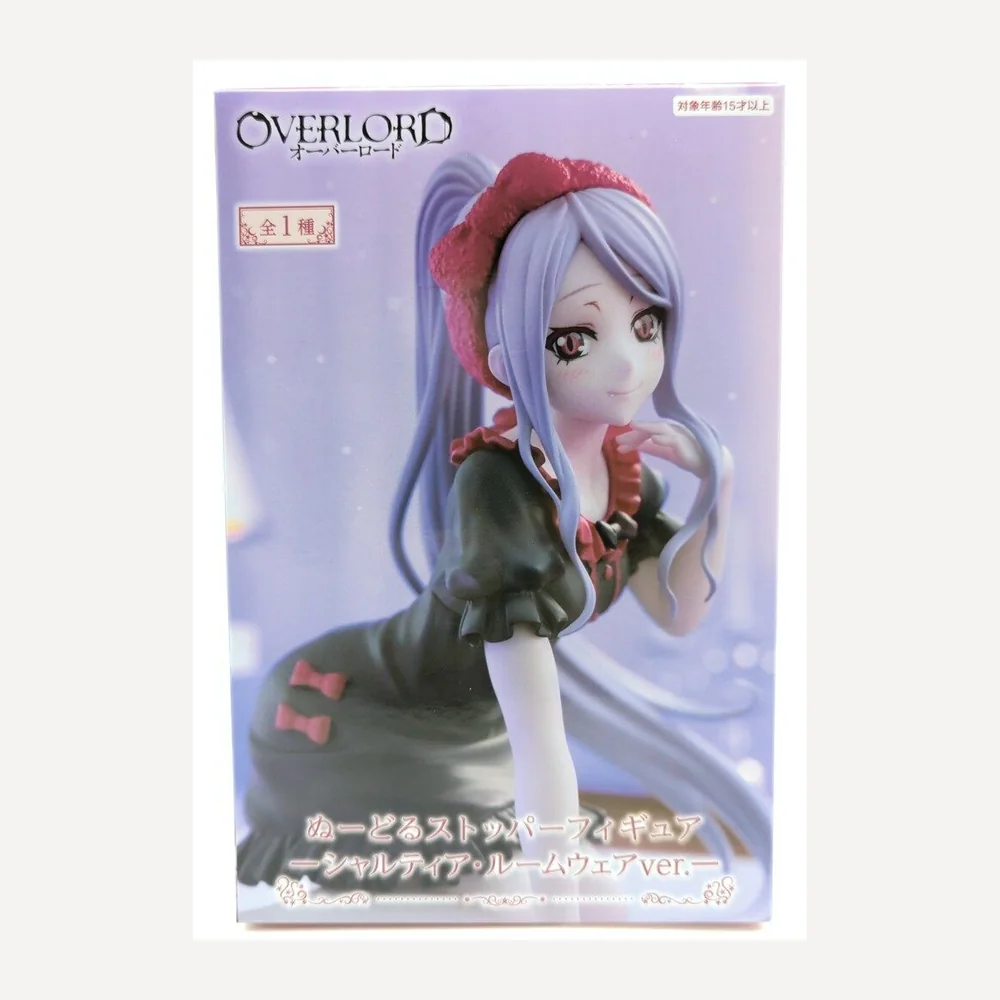 OVERLORD
オーバーロード
対象年齢15才以上
全1種
ぬーどるストッパーフィギュア
ーシャルティア・ルームウェアver.ー